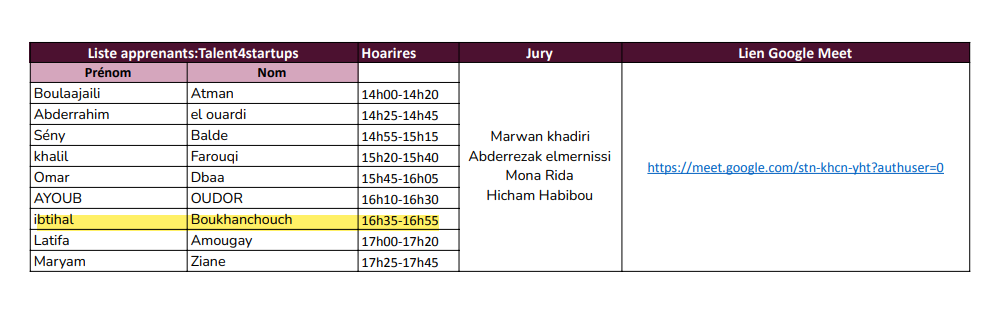 Liste apprenants:Talent4startups Hoarires Jury Lien Google Meet
Prénom Nom
Boulaajaili Atman 14h00-14h20
Abderrahim el ouardi 14h25-14h45
Sény Balde 14h55-15h15
khalil Farouqi 15h20-15h40
Omar Dbaa 15h45-16h05
AYOUB OUDOR 16h10-16h30
ibtihal Boukhanchouch 16h35-16h55
Latifa Amougay 17h00-17h20
Maryam Ziane 17h25-17h45
Marwan khadiri
Abderrezak elmernissi
Mona Rida
Hicham Habibou
https://meet.google.com/stn-khcn-yht?authuser=0